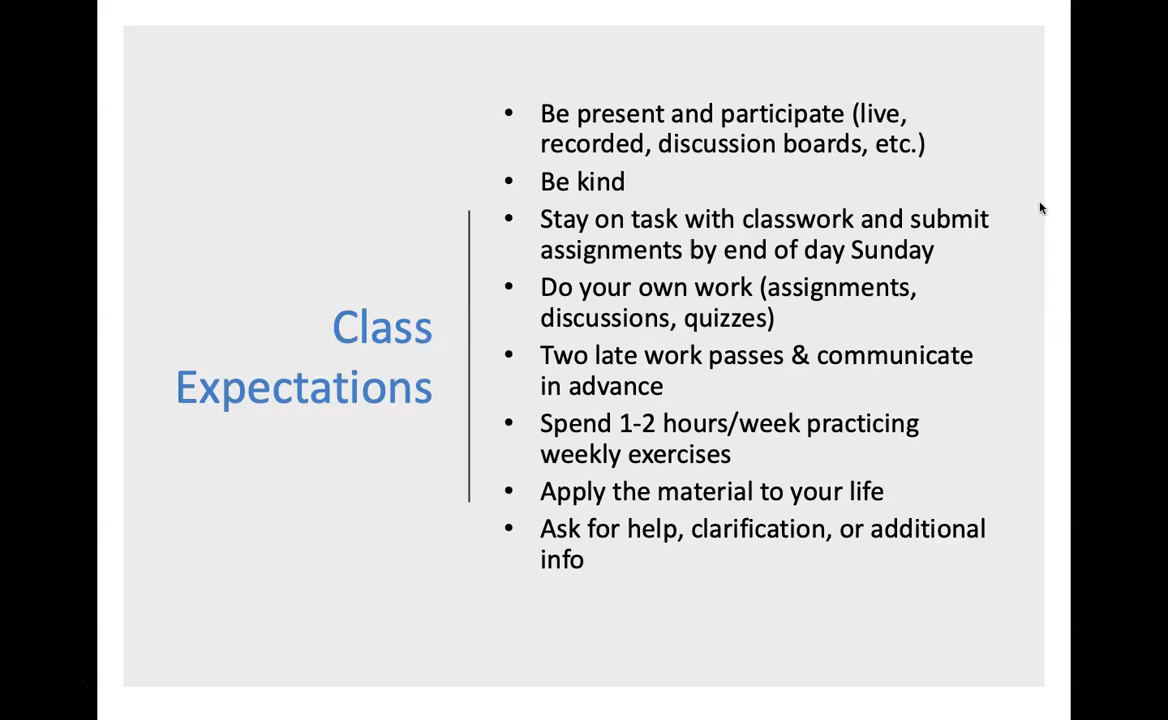 Class
Expectations
• Be present and participate (live,
recorded, discussion boards, etc.)
• Be kind
• Stay on task with classwork and submit
assignments by end of day Sunday
• Do your own work (assignments,
discussions, quizzes)
• Two late work passes & communicate
in advance
• Spend 1-2 hours/week practicing
weekly exercises
• Apply the material to your life
• Ask for help, clarification, or additional
info